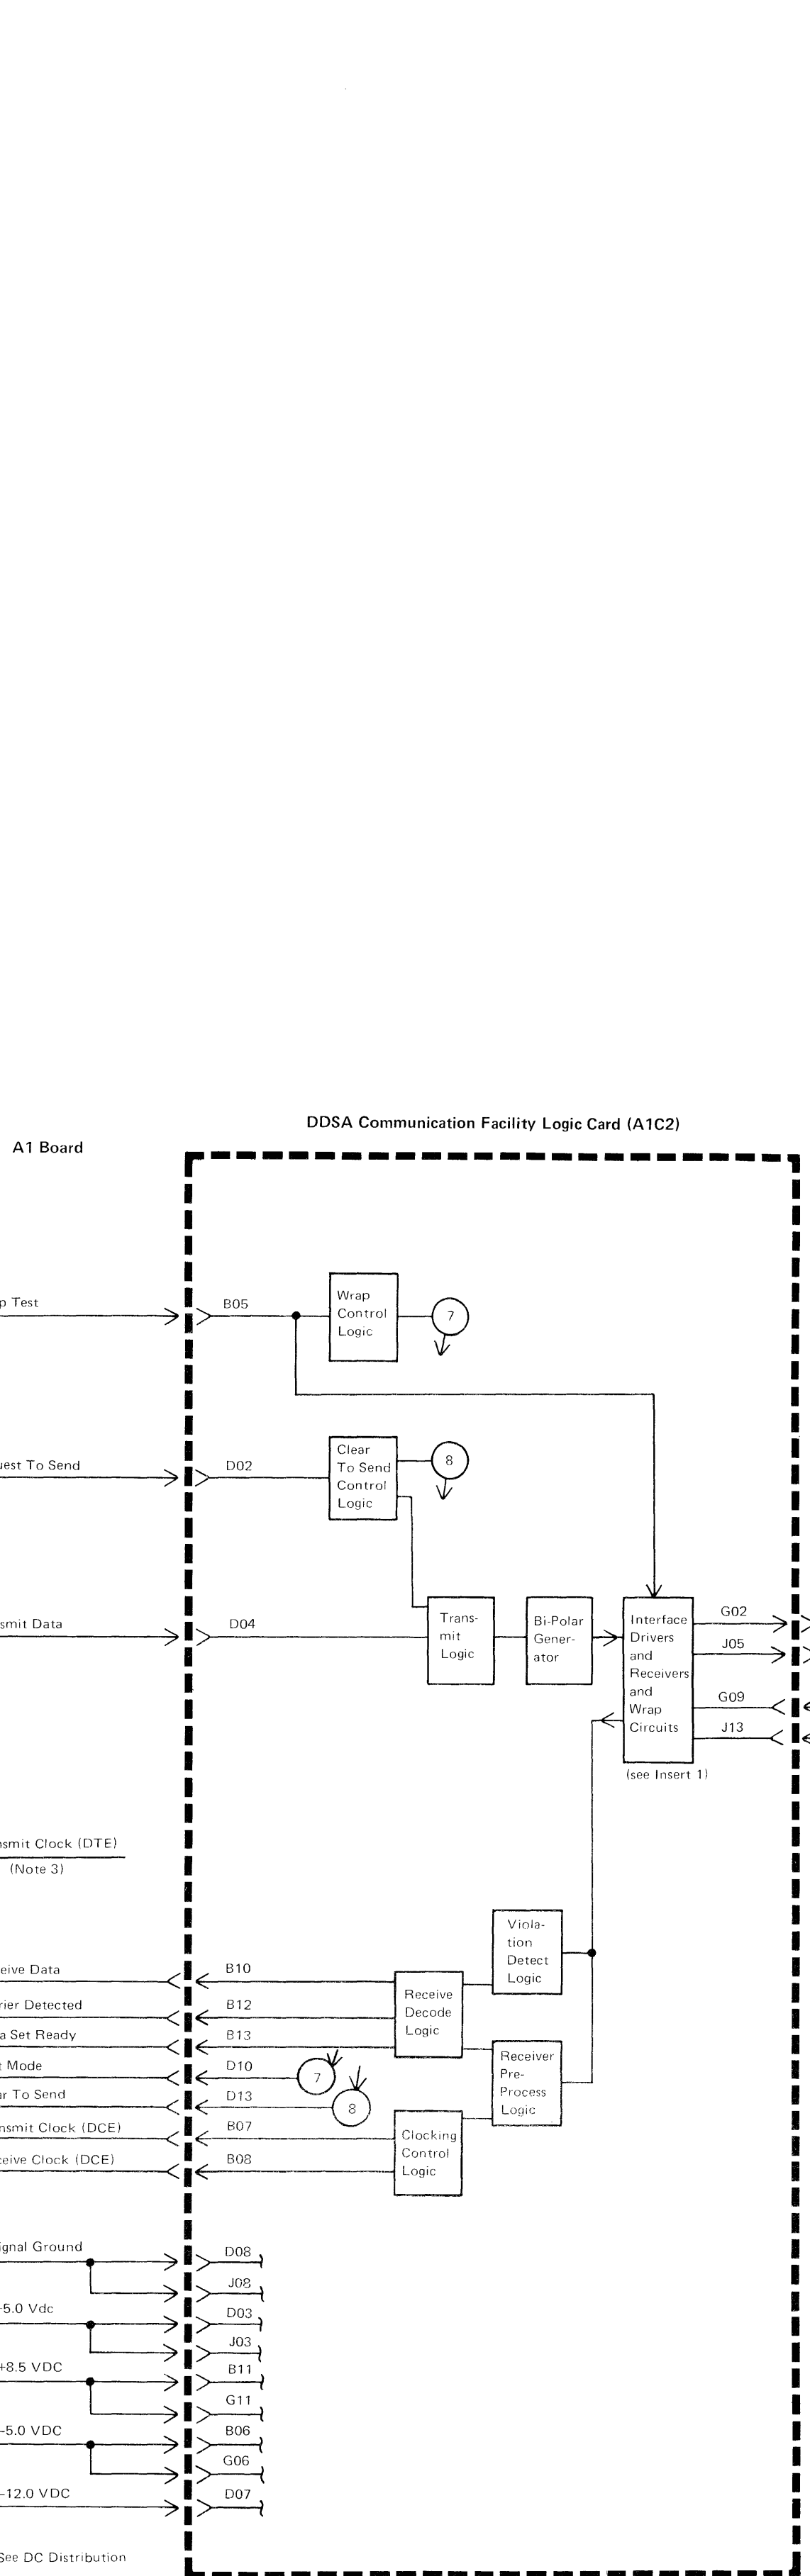 DDSA Communication Facility Logic Card (A1C2)
A1 Board
p Test
B05
Wrap
Control
Logic
7
uest To Send
D02
Clear
To Send
Control
Logic
8
smit Data
D04
Trans-
mit
Logic
Bi-Polar
Gener-
ator
Interface
Drivers
and
Receivers
and
Wrap
Circuits
(see Insert 1)
G02
J05
G09
J13
nsmit Clock (DTE)
(Note 3)
Viola-
tion
Detect
Logic
eive Data
B10
Receive
Decode
Logic
rier Detected
B12
a Set Ready
B13
t Mode
D10
7
Receiver
Pre-
Process
Logic
ar To Send
D13
8
nsmit Clock (DCE)
B07
Clocking
Control
Logic
ceive Clock (DCE)
B08
ignal Ground
D08
J08
+5.0 Vdc
D03
J03
+8.5 VDC
B11
G11
-5.0 VDC
B06
G06
-12.0 VDC
D07
See DC Distribution